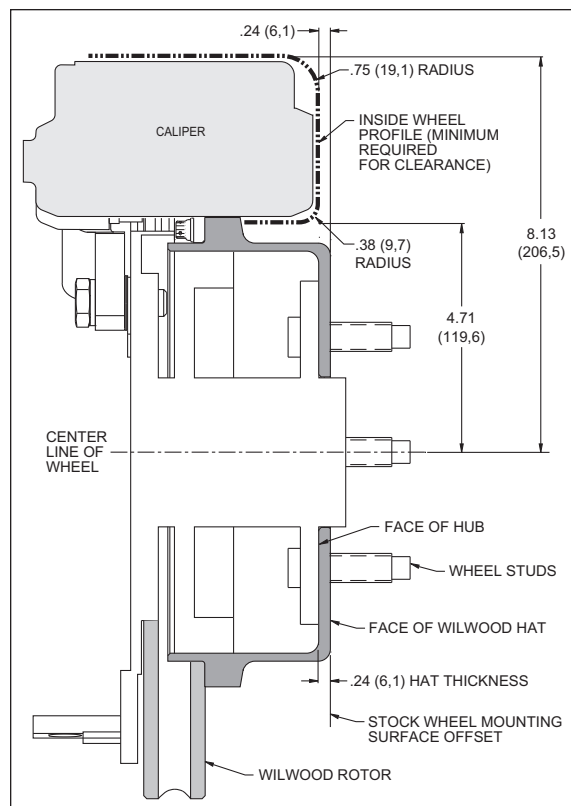 .24 (6,1)
.75 (19,1) RADIUS
CALIPER
INSIDE WHEEL
PROFILE (MINIMUM
REQUIRED
FOR CLEARANCE)
8.13
(206,5)
.38 (9,7)
RADIUS
4.71
(119,6)
CENTER
LINE OF
WHEEL
FACE OF HUB
WHEEL STUDS
FACE OF WILWOOD HAT
.24 (6,1) HAT THICKNESS
STOCK WHEEL MOUNTING
SURFACE OFFSET
WILWOOD ROTOR